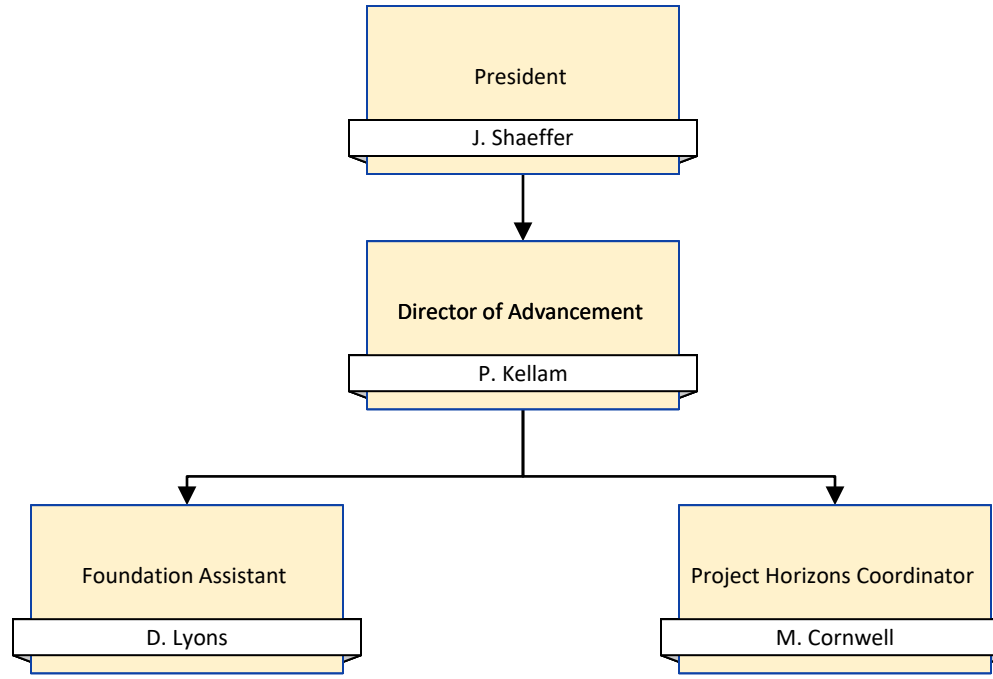 President
J. Shaeffer
Director of Advancement
P. Kellam
Foundation Assistant
D. Lyons
Project Horizons Coordinator
M. Cornwell